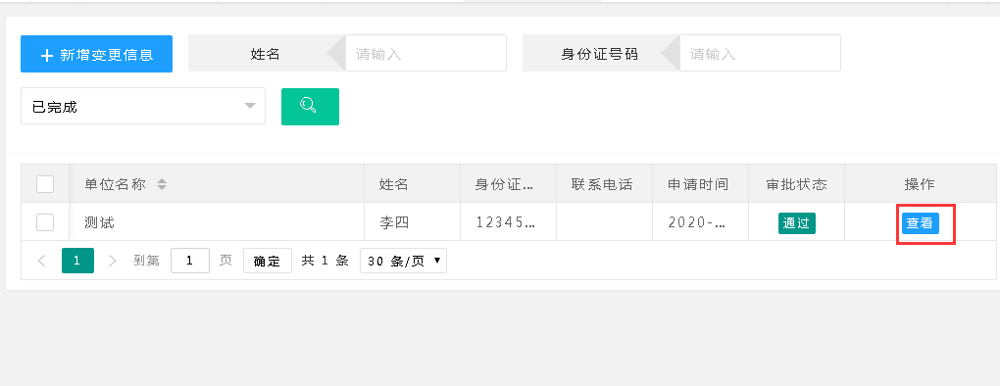 + 新增变更信息 姓名 请输入 身份证号码 请输入
已完成
单位名称 姓名 身份证... 联系电话 申请时间 审批状态 操作
测试 李四 12345... 2020-... 通过 查看
1 到第 1 页 确定 共 1 条 30 条/页